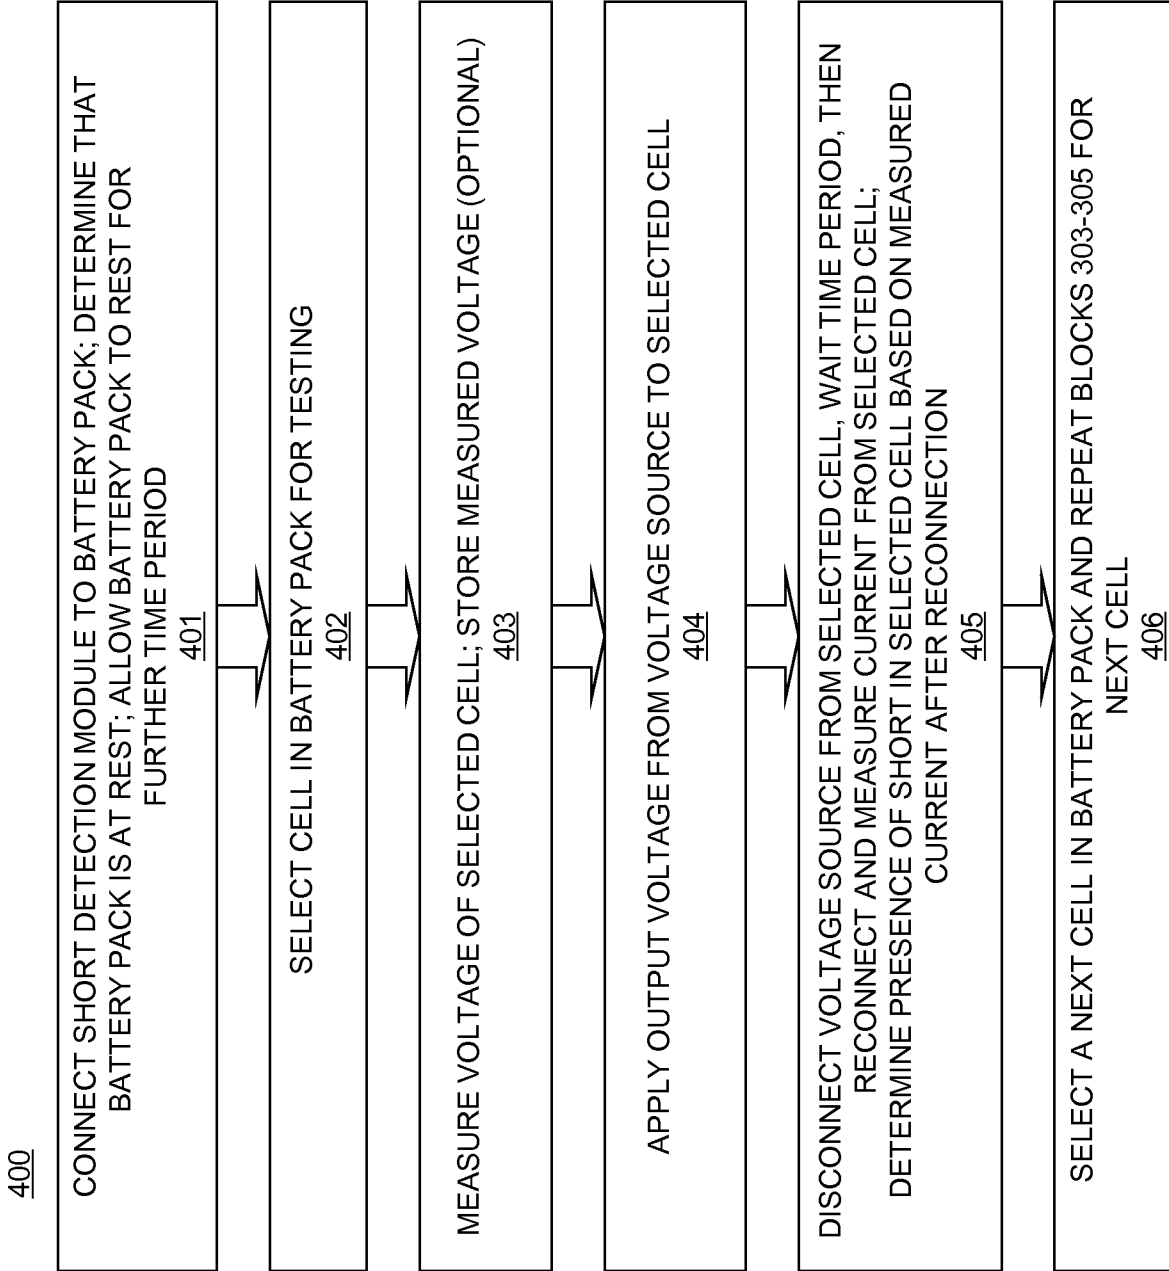 400
CONNECT SHORT DETECTION MODULE TO BATTERY PACK; DETERMINE THAT
BATTERY PACK IS AT REST; ALLOW BATTERY PACK TO REST FOR
FURTHER TIME PERIOD
401
SELECT CELL IN BATTERY PACK FOR TESTING
402
MEASURE VOLTAGE OF SELECTED CELL; STORE MEASURED VOLTAGE (OPTIONAL)
403
APPLY OUTPUT VOLTAGE FROM VOLTAGE SOURCE TO SELECTED CELL
404
DISCONNECT VOLTAGE SOURCE FROM SELECTED CELL, WAIT TIME PERIOD, THEN
RECONNECT AND MEASURE CURRENT FROM SELECTED CELL;
DETERMINE PRESENCE OF SHORT IN SELECTED CELL BASED ON MEASURED
CURRENT AFTER RECONNECTION
405
SELECT A NEXT CELL IN BATTERY PACK AND REPEAT BLOCKS 303-305 FOR
NEXT CELL
406